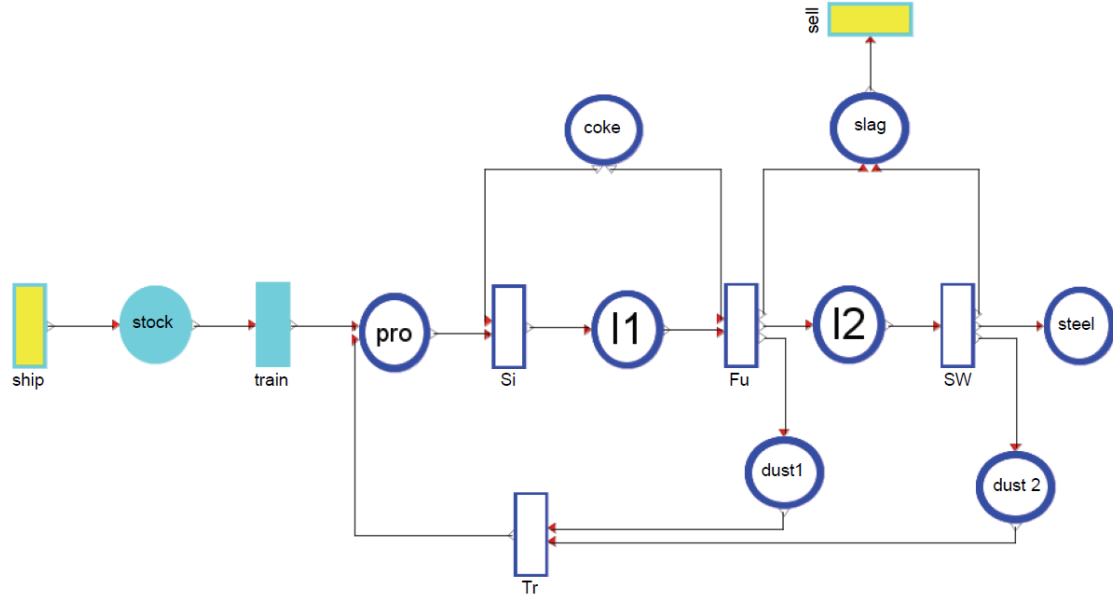 sell
coke
slag
stock
pro
I1
I2
steel
ship
train
Si
Fu
SW
dust1
dust 2
Tr